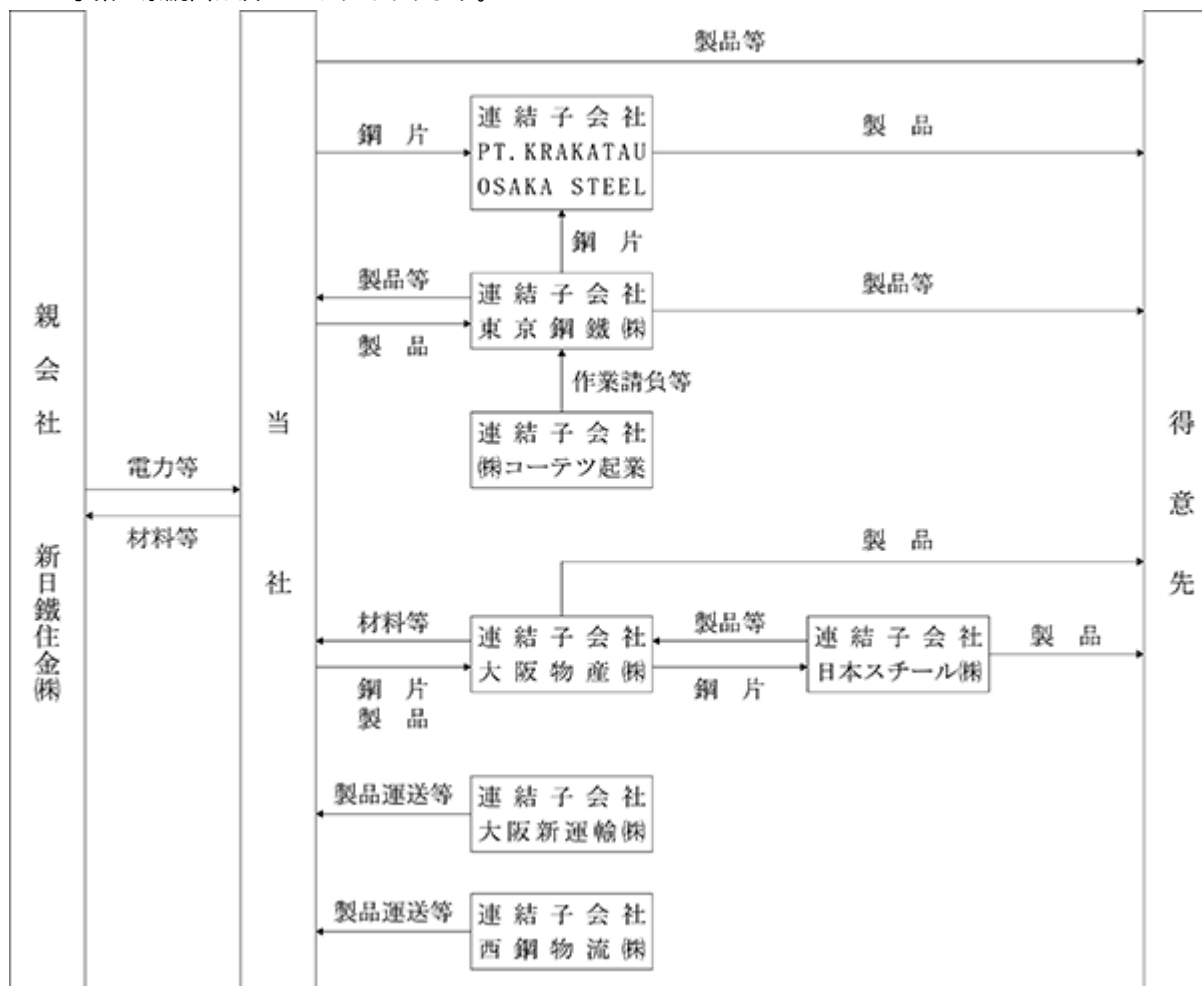 製品等
連結子会社
PT.KRAKATAU
OSAKA STEEL
鋼片
製品
鋼片
製品等
製品
連結子会社
東京鋼鐵㈱
製品等
作業請負等
連結子会社
㈱コーテツ起業
親会社
新日鐵住金㈱
電力等
材料等
当社
得意先
製品
材料等
鋼片
製品
連結子会社
大阪物産㈱
製品等
鋼片
連結子会社
日本スチール㈱
製品
製品運送等
連結子会社
大阪新運輸㈱
製品運送等
連結子会社
西鋼物流㈱